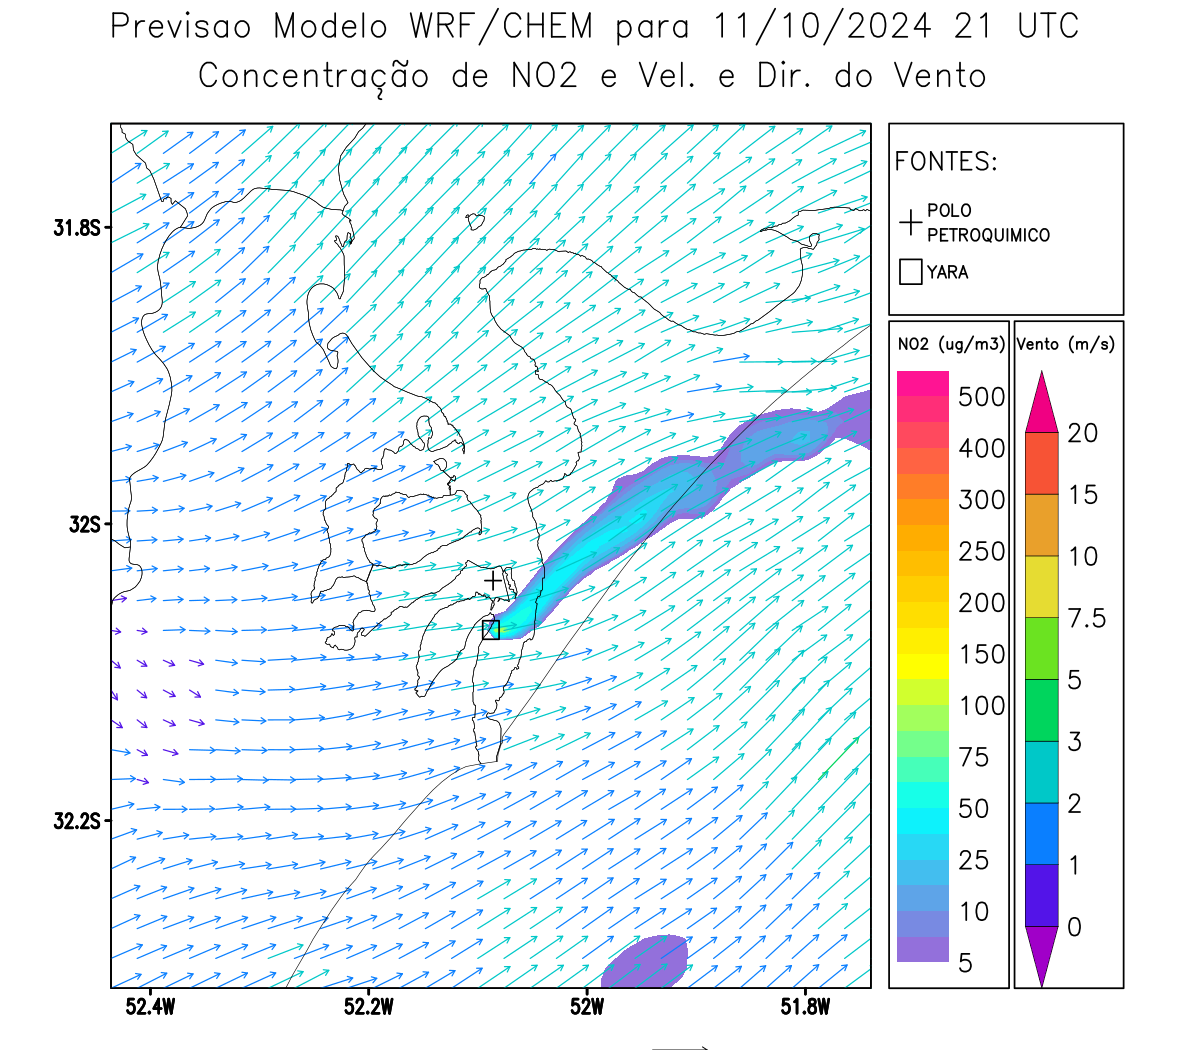 Previsao Modelo WRF/CHEM para 11/10/2024 21 UTC
Concentração de NO2 e Vel. e Dir. do Vento
FONTES:
POLO
PETROQUIMICO
YARA
31.8S
32S
32.2S
52.4W
52.2W
52W
51.8W
NO2 (ug/m3)
500
400
300
250
200
150
100
75
50
25
10
5
Vento (m/s)
20
15
10
7.5
5
3
2
1
0